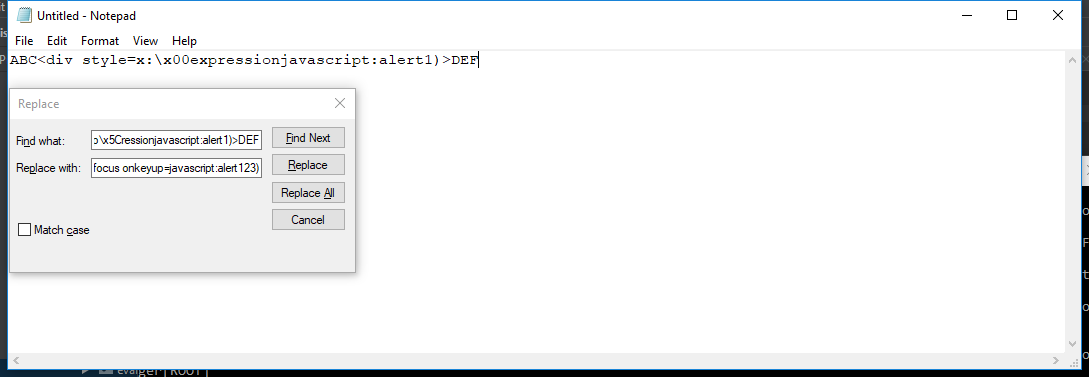 Untitled - Notepad
File Edit Format View Help
ABC<div style=x:\x00expressionjavascript:alert1)>DEF
Replace
Find what: p\x5Cressionjavascript:alert1)>DEF Find Next
Replace with: focus onkeyup=javascript:alert123) Replace
Replace All
Cancel
Match case